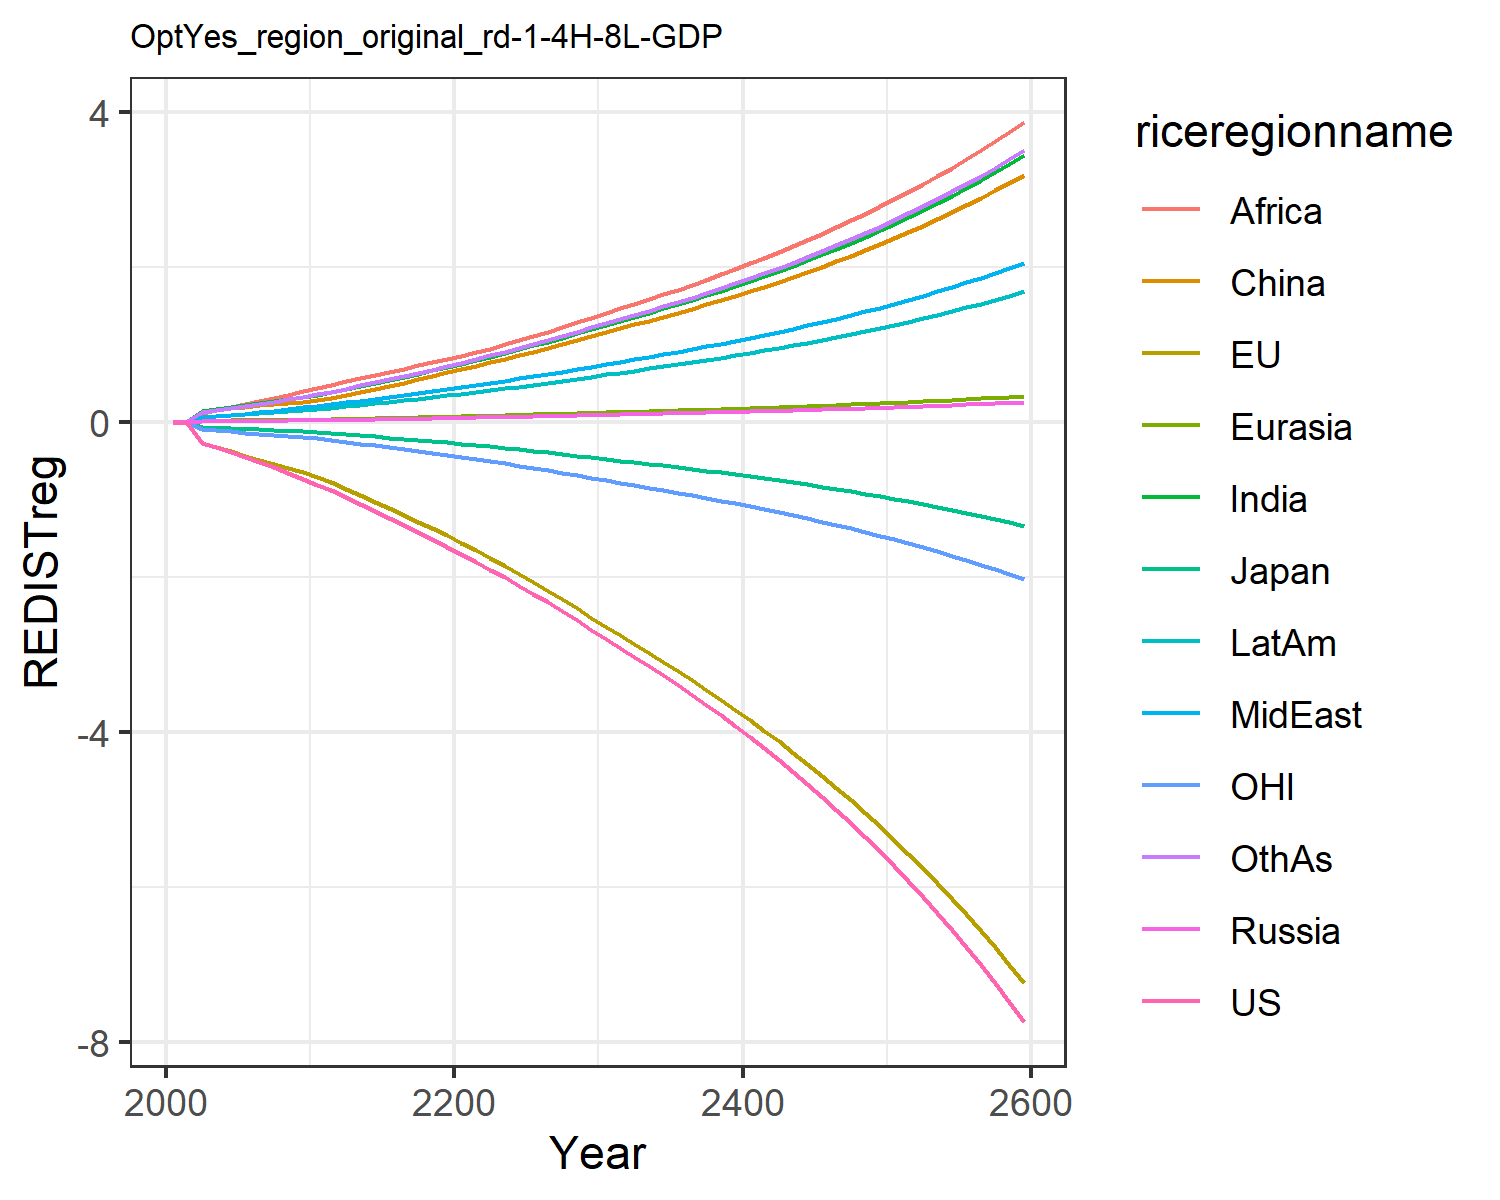 OptYes_region_original_rd-1-4H-8L-GDP
4
0
-4
-8
REDISTreg
2000 2200 2400 2600
Year
riceregionname
Africa
China
EU
Eurasia
India
Japan
LatAm
MidEast
OHI
OthAs
Russia
US